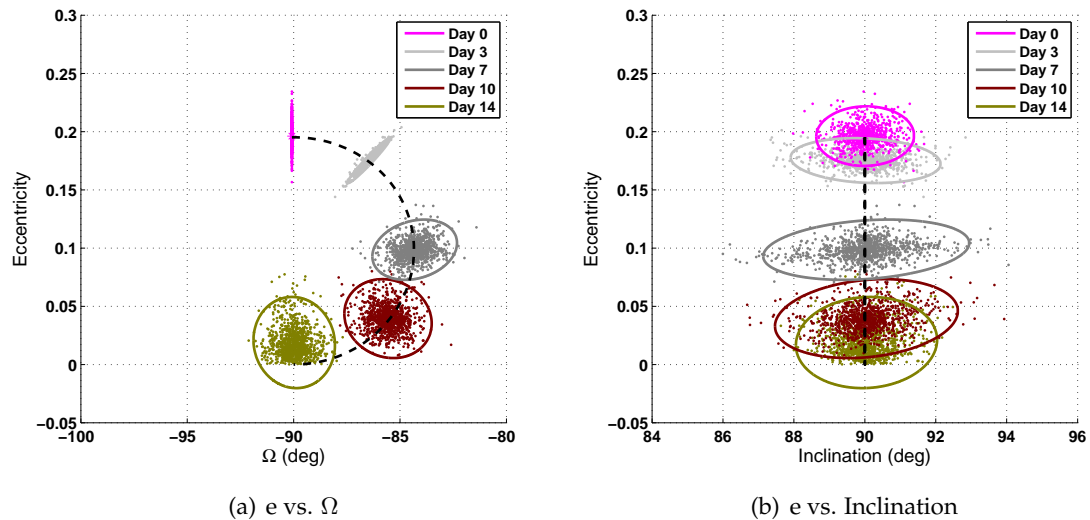 0.3
0.25
0.2
0.15
0.1
0.05
0
−0.05
Eccentricity
−100
−95
−90
−85
−80
Ω (deg)
Day 0
Day 3
Day 7
Day 10
Day 14
(a) e vs. Ω
0.3
0.25
0.2
0.15
0.1
0.05
0
−0.05
Eccentricity
84
86
88
90
92
94
96
Inclination (deg)
Day 0
Day 3
Day 7
Day 10
Day 14
(b) e vs. Inclination